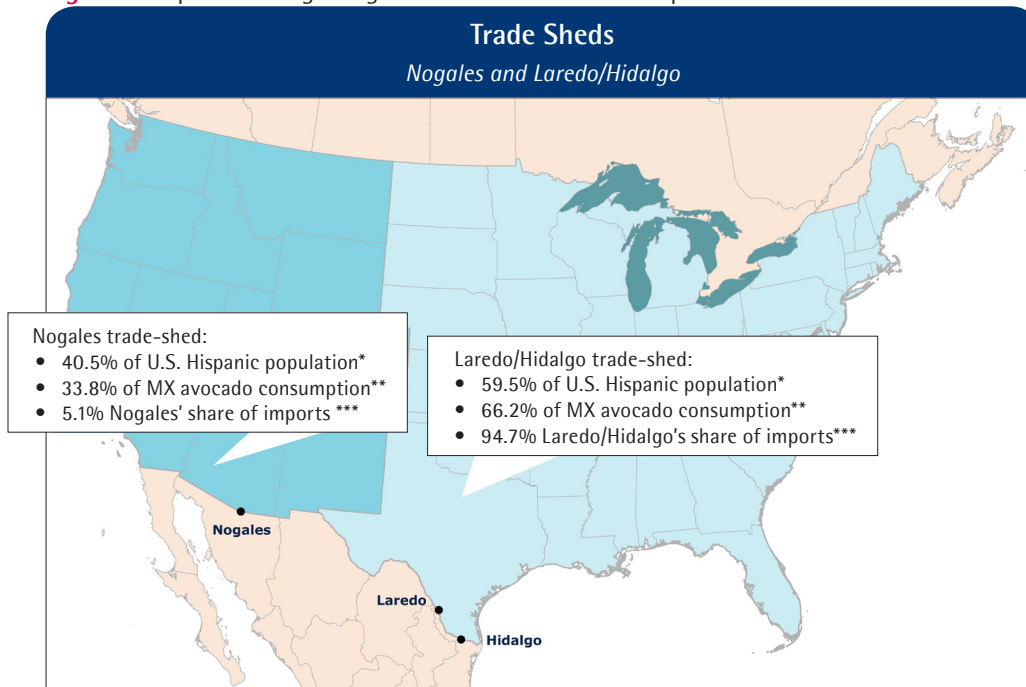 Trade Sheds
Nogales and Laredo/Hidalgo
Nogales trade-shed:
• 40.5% of U.S. Hispanic population*
• 33.8% of MX avocado consumption**
• 5.1% Nogales' share of imports ***
Laredo/Hidalgo trade-shed:
• 59.5% of U.S. Hispanic population*
• 66.2% of MX avocado consumption**
• 94.7% Laredo/Hidalgo's share of imports***
Nogales
Laredo
Hidalgo